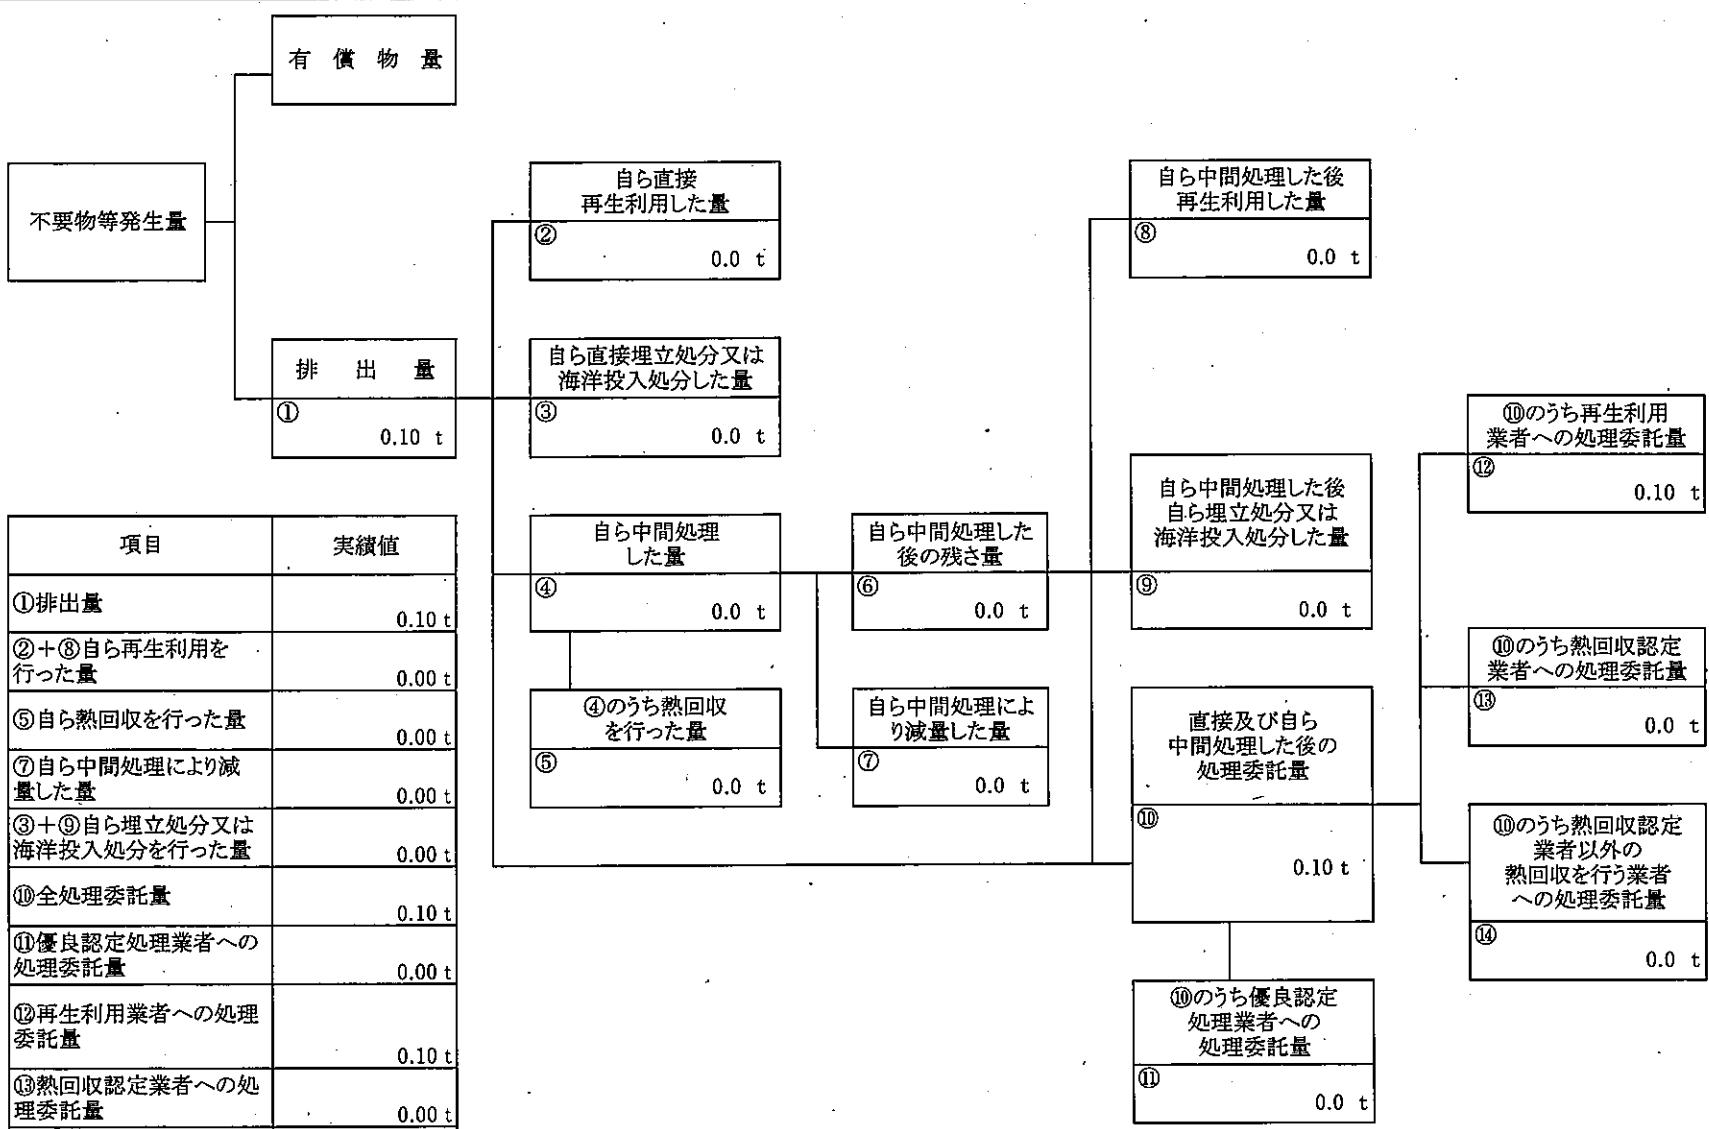 有償物量
不要物等発生量
排出量
①
0.10 t
自ら直接
再生利用した量
②
0.0 t
自ら直接埋立処分又は
海洋投入処分した量
③
0.0 t
自ら中間処理
した量
④
0.0 t
④のうち熱回収
を行った量
⑤
0.0 t
自ら中間処理した
後の残さ量
⑥
0.0 t
自ら中間処理によ
り減量した量
⑦
0.0 t
自ら中間処理した後
再生利用した量
⑧
0.0 t
自ら中間処理した後
自ら埋立処分又は
海洋投入処分した量
⑨
0.0 t
直接及び自ら
中間処理した後の
処理委託量
⑩
0.10 t
⑩のうち優良認定
処理業者への
処理委託量
⑪
0.0 t
⑩のうち再生利用
業者への処理委託量
⑫
0.10 t
⑩のうち熱回収認定
業者への処理委託量
⑬
0.0 t
⑩のうち熱回収認定
業者以外の
熱回収を行う業者
への処理委託量
⑭
0.0 t
項目 実績値
①排出量
0.10 t
②+⑧自ら再生利用を
行った量
0.00 t
⑤自ら熱回収を行った量
0.00 t
⑦自ら中間処理により減
量した量
0.00 t
③+⑨自ら埋立処分又は
海洋投入処分を行った量
0.00 t
⑩全処理委託量
0.10 t
⑪優良認定処理業者への
処理委託量
0.00 t
⑫再生利用業者への処理
委託量
0.10 t
⑬熱回収認定業者への処
理委託量
0.00 t